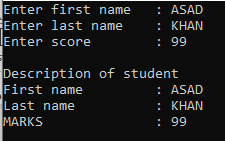 Enter first name : ASAD
Enter last name : KHAN
Enter score : 99
Description of student
First name : ASAD
Last name : KHAN
MARKS : 99